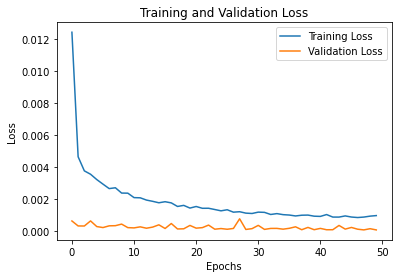 Training and Validation Loss
Training Loss
Validation Loss
0.012
0.010
0.008
0.006
0.004
0.002
0.000
Loss
0
10
20
30
40
50
Epochs